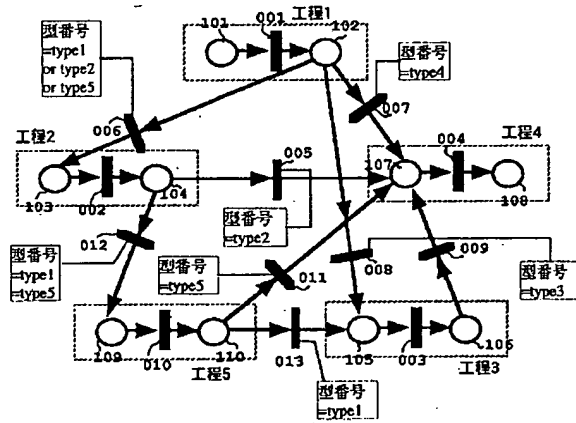 工程1
型番号
=type1
or type2
or type5
101
001
102
型番号
=type4
006
007
工程2
005
004
工程4
107
103
002
104
108
012
型番号
=type2
型番号
=type1
=type5
型番号
=type5
011
008
009
型番号
=type3
109
010
110
013
105
003
106
工程5
工程3
型番号
=type1